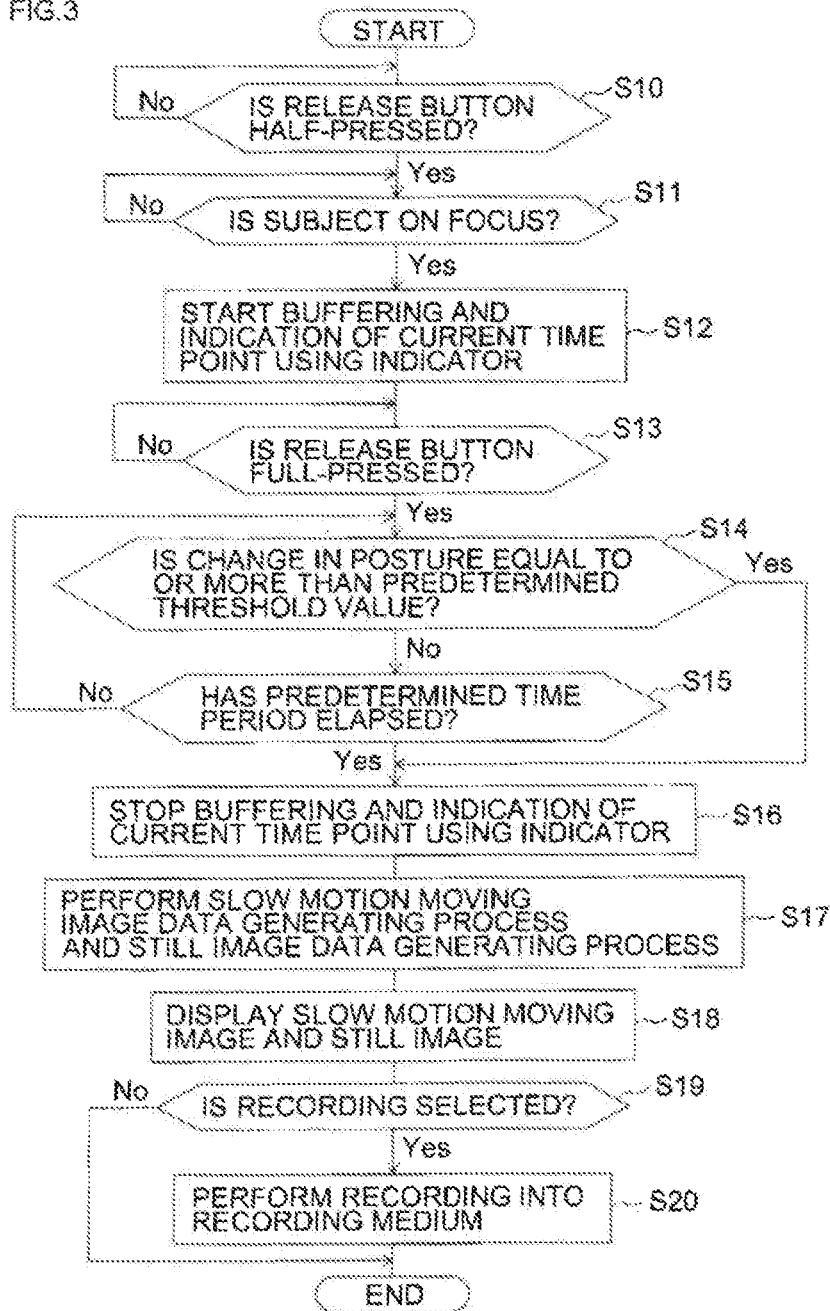 FIG.3
START
No
IS RELEASE BUTTON
HALF-PRESSED?
S10
Yes
No
IS SUBJECT ON FOCUS?
S11
Yes
START BUFFERING AND
INDICATION OF CURRENT TIME
POINT USING INDICATOR
S12
No
IS RELEASE BUTTON
FULL-PRESSED?
S13
Yes
S14
IS CHANGE IN POSTURE EQUAL TO
OR MORE THAN PREDETERMINED
THRESHOLD VALUE?
Yes
No
No
HAS PREDETERMINED TIME
PERIOD ELAPSED?
S15
Yes
STOP BUFFERING AND INDICATION OF
CURRENT TIME POINT USING INDICATOR
S16
PERFORM SLOW MOTION MOVING
IMAGE DATA GENERATING PROCESS
AND STILL IMAGE DATA GENERATING PROCESS
S17
DISPLAY SLOW MOTION MOVING
IMAGE AND STILL IMAGE
S18
No
IS RECORDING SELECTED?
S19
Yes
PERFORM RECORDING INTO
RECORDING MEDIUM
S20
END